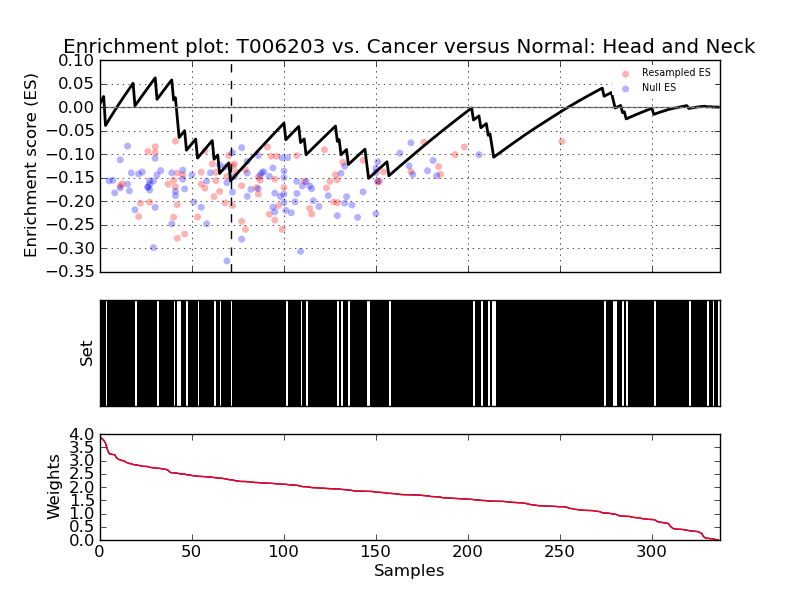 Enrichment plot: T006203 vs. Cancer versus Normal: Head and Neck
Enrichment score (ES)
0.10
0.05
0.00
−0.05
−0.10
−0.15
−0.20
−0.25
−0.30
−0.35
Resampled ES
Null ES
Set
Weights
4.0
3.5
3.0
2.5
2.0
1.5
1.0
0.5
0.0
0 50 100 150 200 250 300
Samples